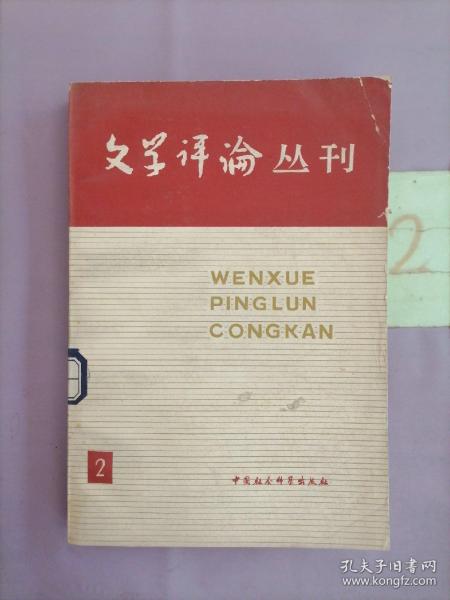 文学评论丛刊
WENXUE
PINGLUN
CONGKAN
2
2
中国社会科学出版社
孔夫子旧书网
www.kongfz.com